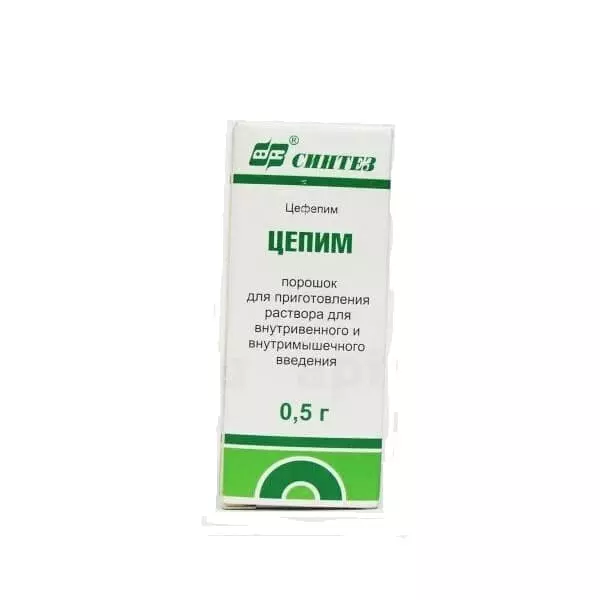 ® СИНТЕЗ
Цефепим
ЦЕПИМ
порошок
для приготовления
раствора для
внутривенного и
внутримышечного
введения
0,5 г